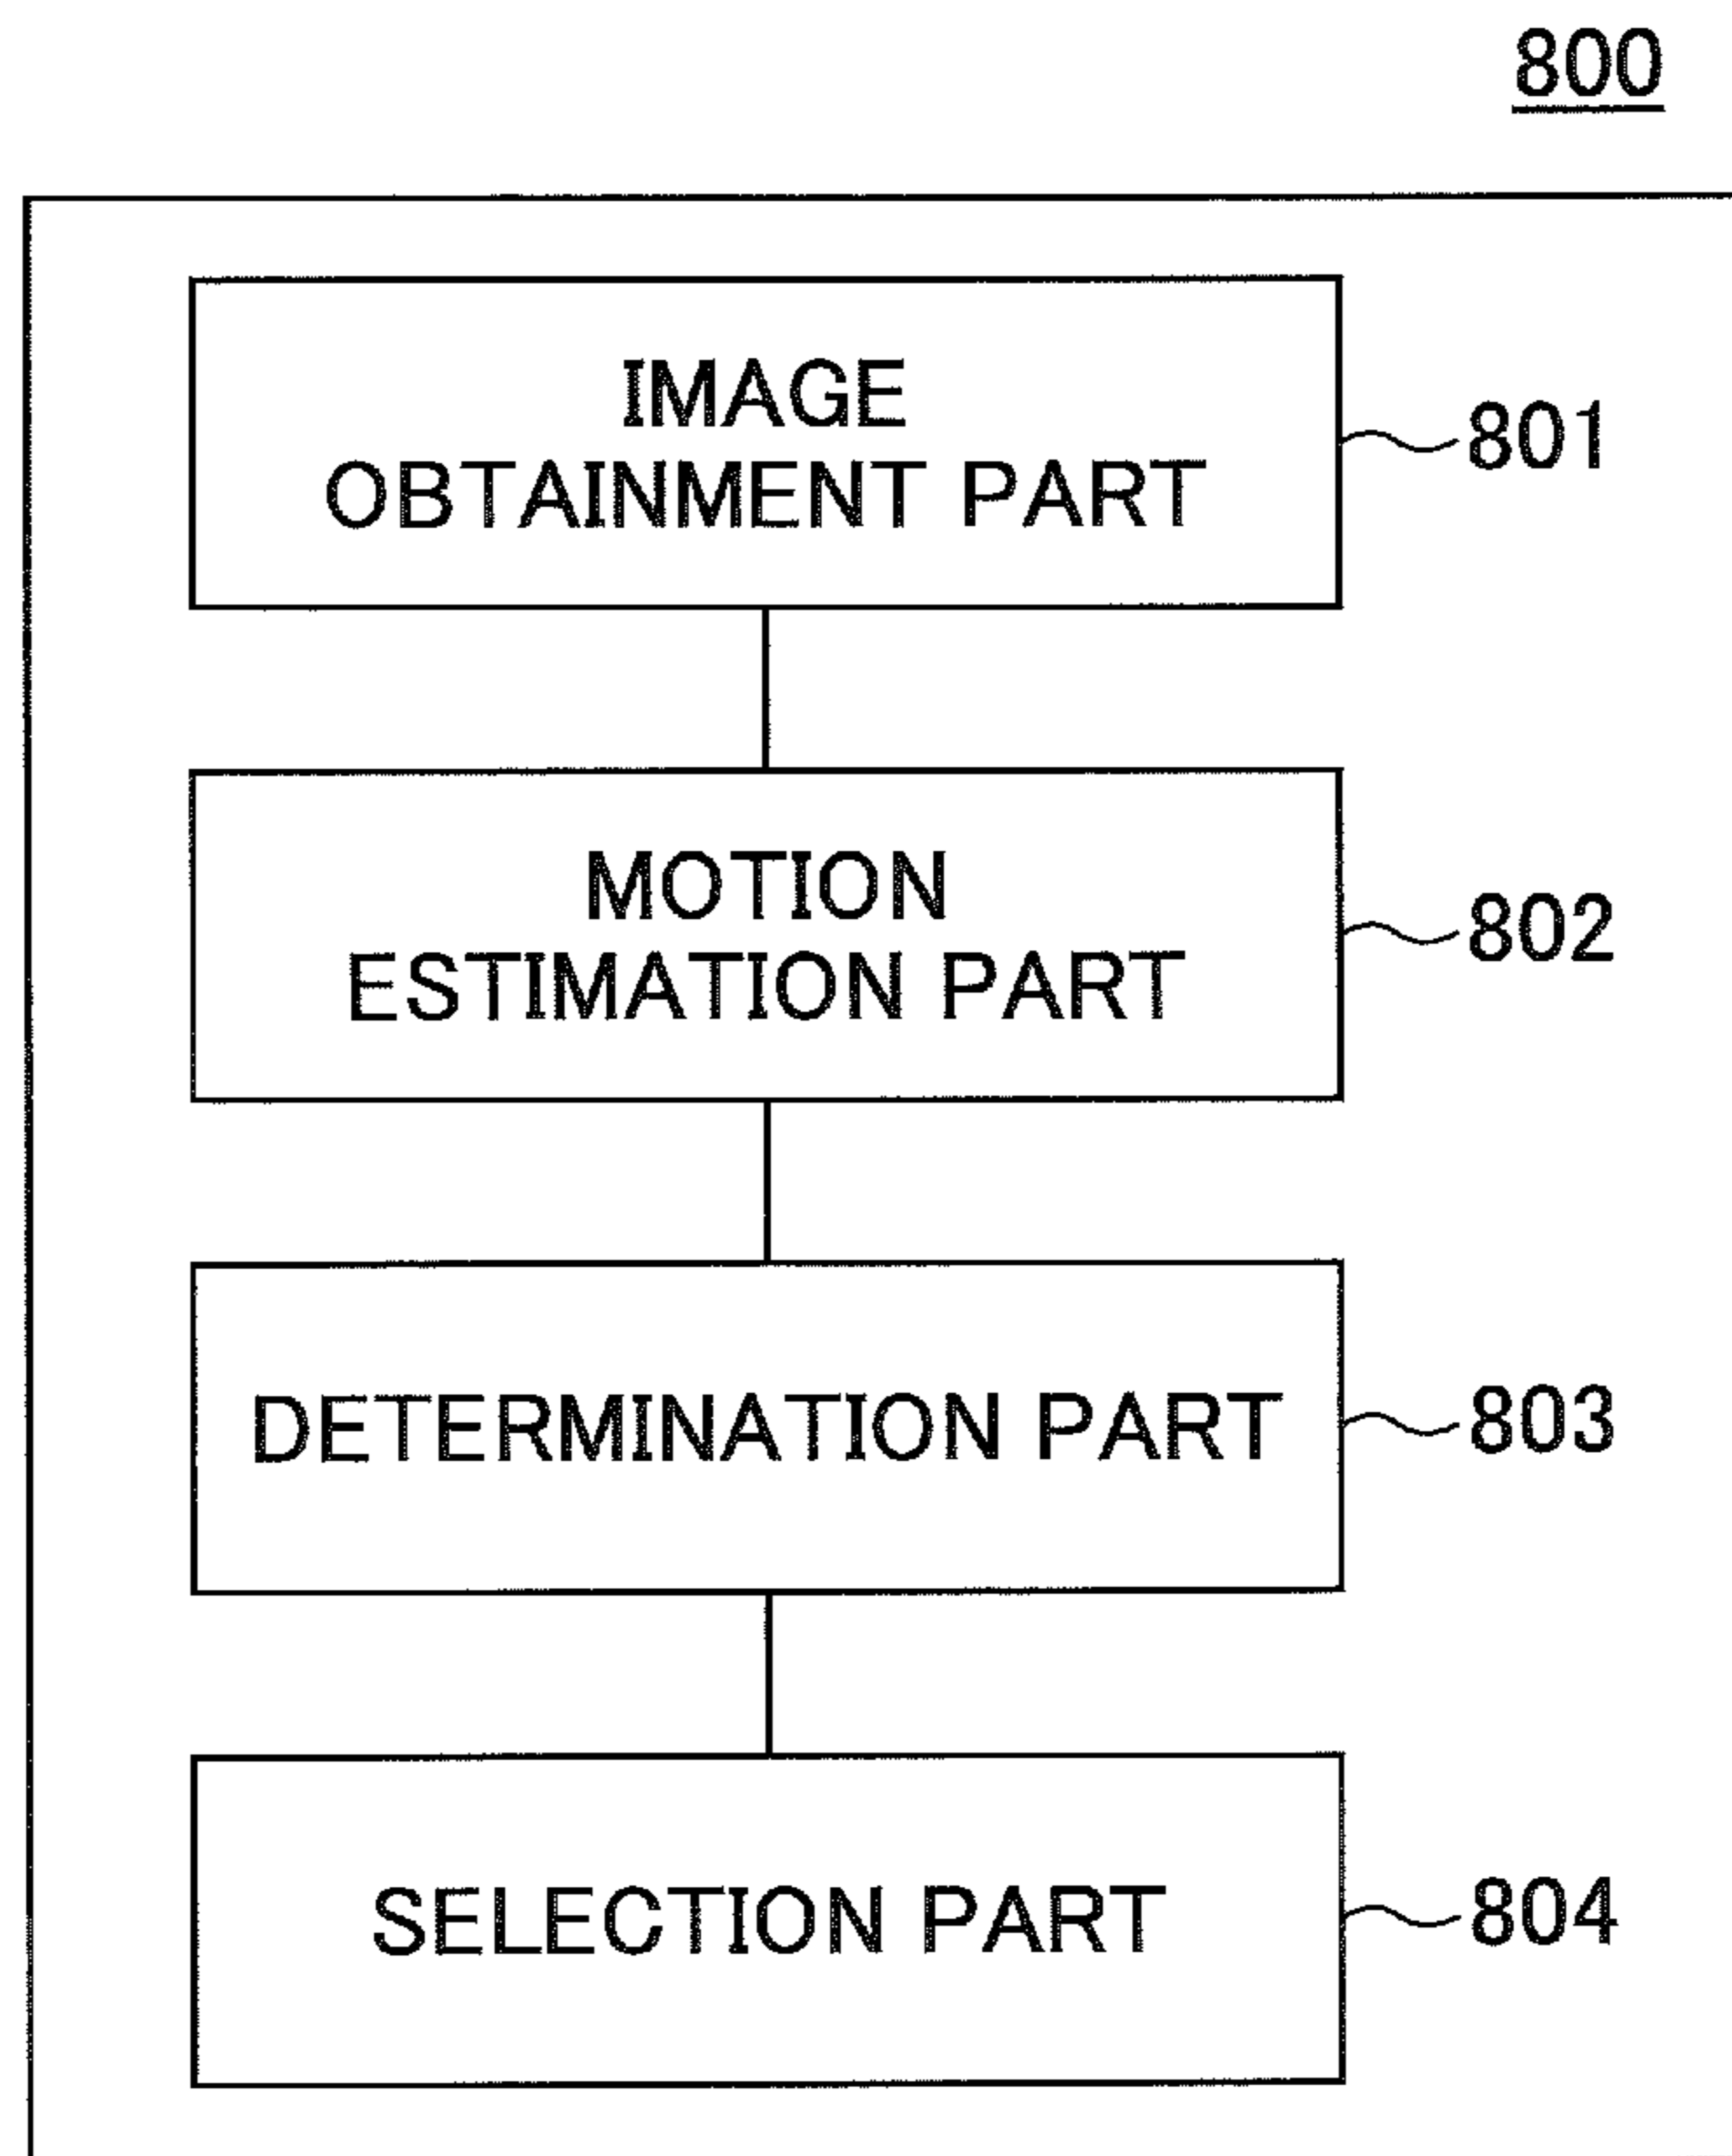 800
IMAGE
OBTAINMENT PART
801
MOTION
ESTIMATION PART
802
DETERMINATION PART
803
SELECTION PART
804